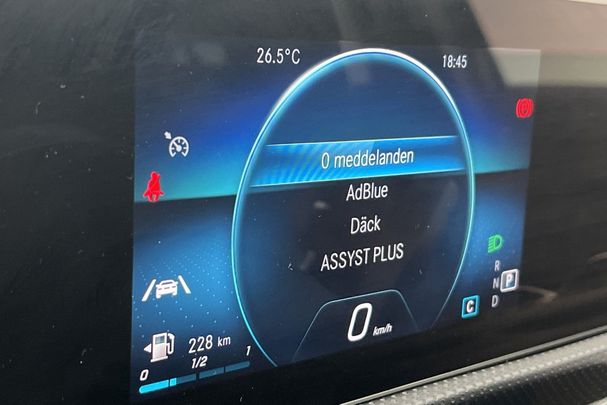 26.5°C
18:45
0 meddelanden
AdBlue
Däck
ASSYST PLUS
R
N P
D
C
0 km/h
228 km
0 1/2 1